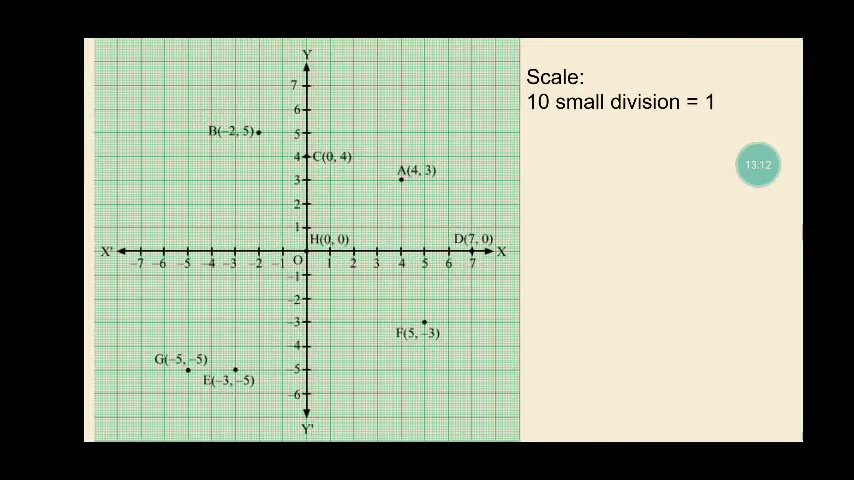 Scale:
10 small division = 1
13:12
Y
7
6
B(–2, 5)
5
4
C(0, 4)
A(4, 3)
3
2
1
H(0, 0)
D(7, 0)
X'
X
O
–7 –6 –5 –4 –3 –2 –1 1 2 3 4 5 6 7
–1
–2
–3
F(5, –3)
–4
G(–5, –5)
–5
E(–3, –5)
–6
Y'